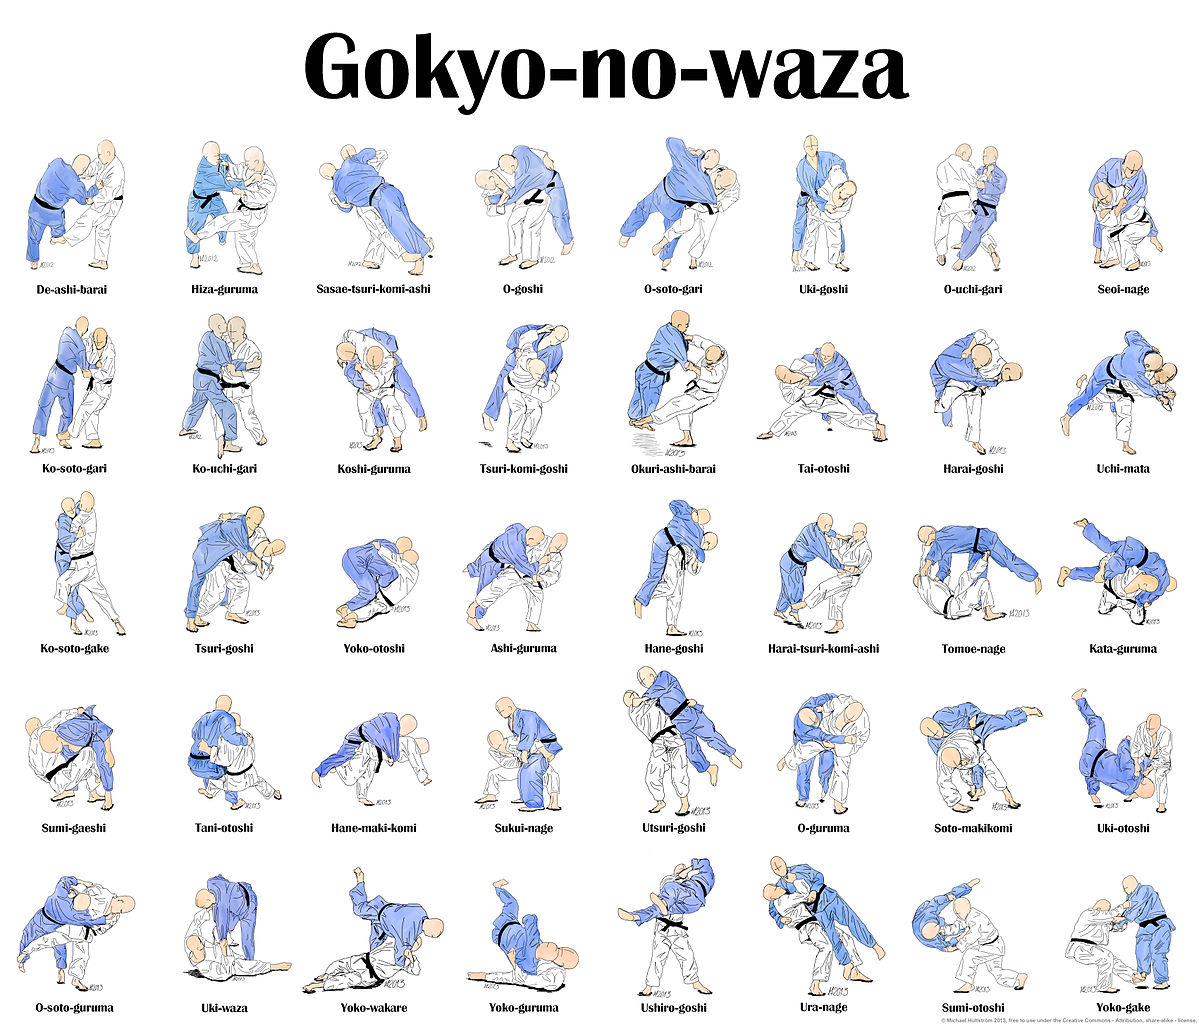 Gokyo-no-waza
De-ashi-barai Hiza-guruma Sasae-tsuri-komi-ashi O-goshi O-soto-gari Uki-goshi O-uchi-gari Seoi-nage
Ko-soto-gari Ko-uchi-gari Koshi-guruma Tsuri-komi-goshi Okuri-ashi-barai Tai-otoshi Harai-goshi Uchi-mata
Ko-soto-gake Tsuri-goshi Yoko-otoshi Ashi-guruma Hane-goshi Harai-tsuri-komi-ashi Tomoe-nage Kata-guruma
Sumi-gaeshi Tani-otoshi Hane-maki-komi Sukui-nage Utsuri-goshi O-guruma Soto-makikomi Uki-otoshi
O-soto-guruma Uki-waza Yoko-wakare Yoko-guruma Ushiro-goshi Ura-nage Sumi-otoshi Yoko-gake
© Michael Hultström 2013, free to use under the Creative Commons - Attribution, share-alike - license.